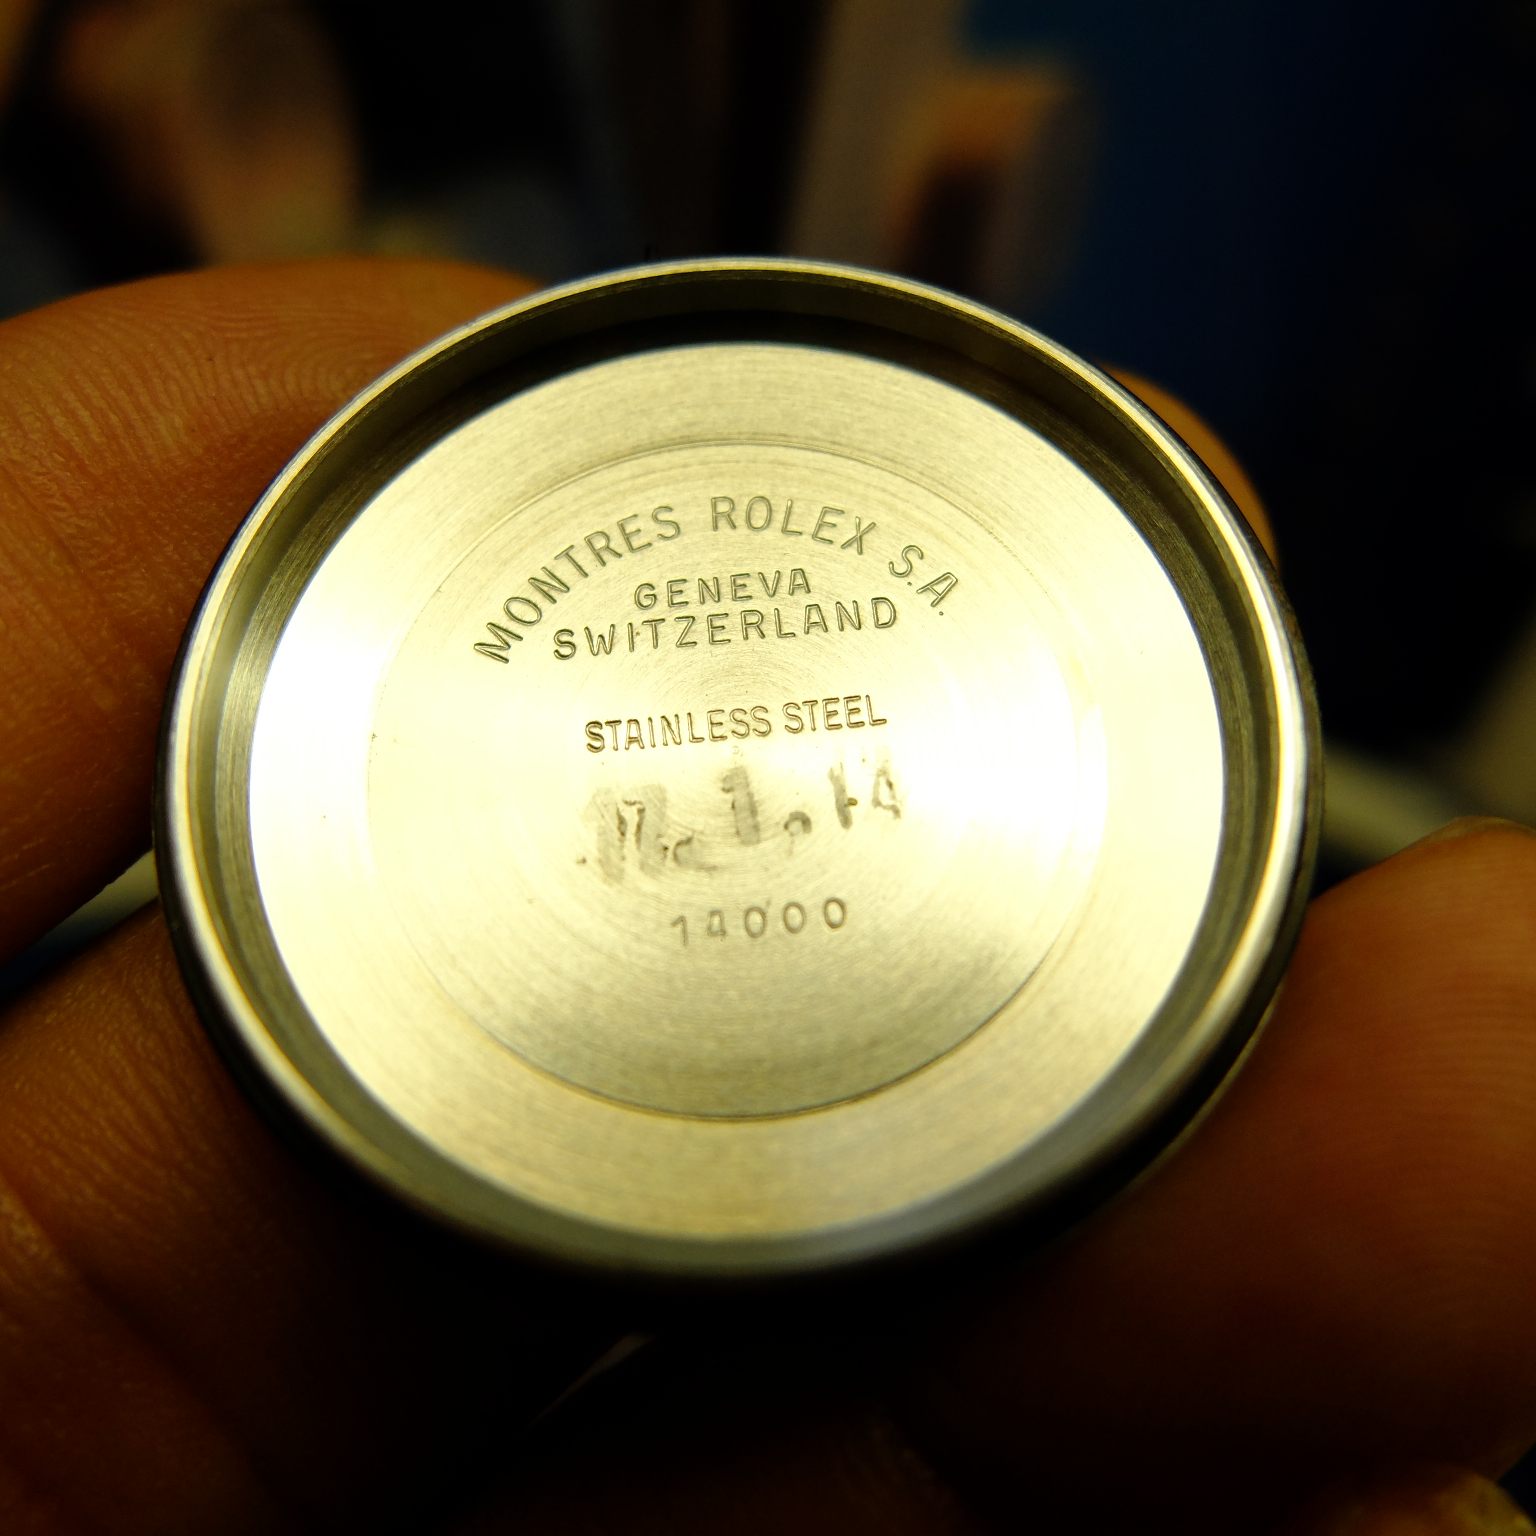 MONTRES ROLEX S.A.
GENEVA
SWITZERLAND
STAINLESS STEEL
14000